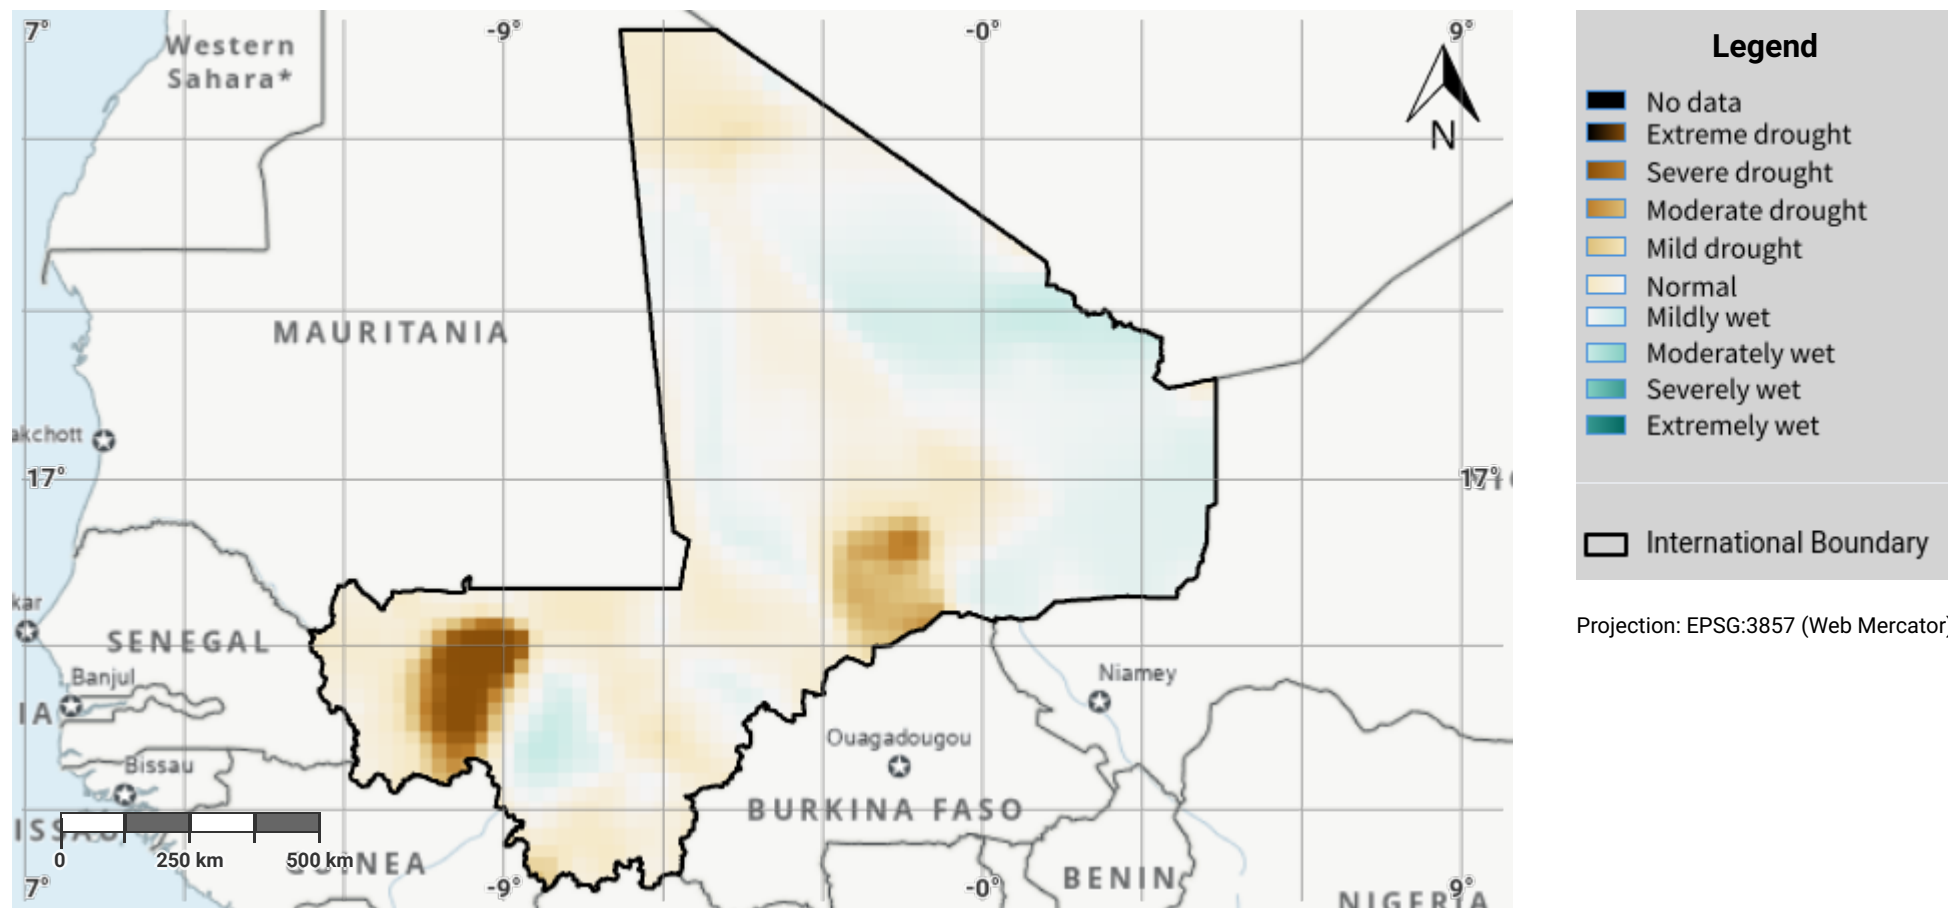 7°
-9°
-0°
9°
Western
Sahara*
N
MAURITANIA
akchott
17°
17°
kar
SENEGAL
Banjul
IA
Niamey
Ouagadougou
Bissau
BURKINA FASO
BENIN
NIGERIA
0
250 km
500 km
7°
-9°
-0°
9°
Legend
No data
Extreme drought
Severe drought
Moderate drought
Mild drought
Normal
Mildly wet
Moderately wet
Severely wet
Extremely wet
International Boundary
Projection: EPSG:3857 (Web Mercator)